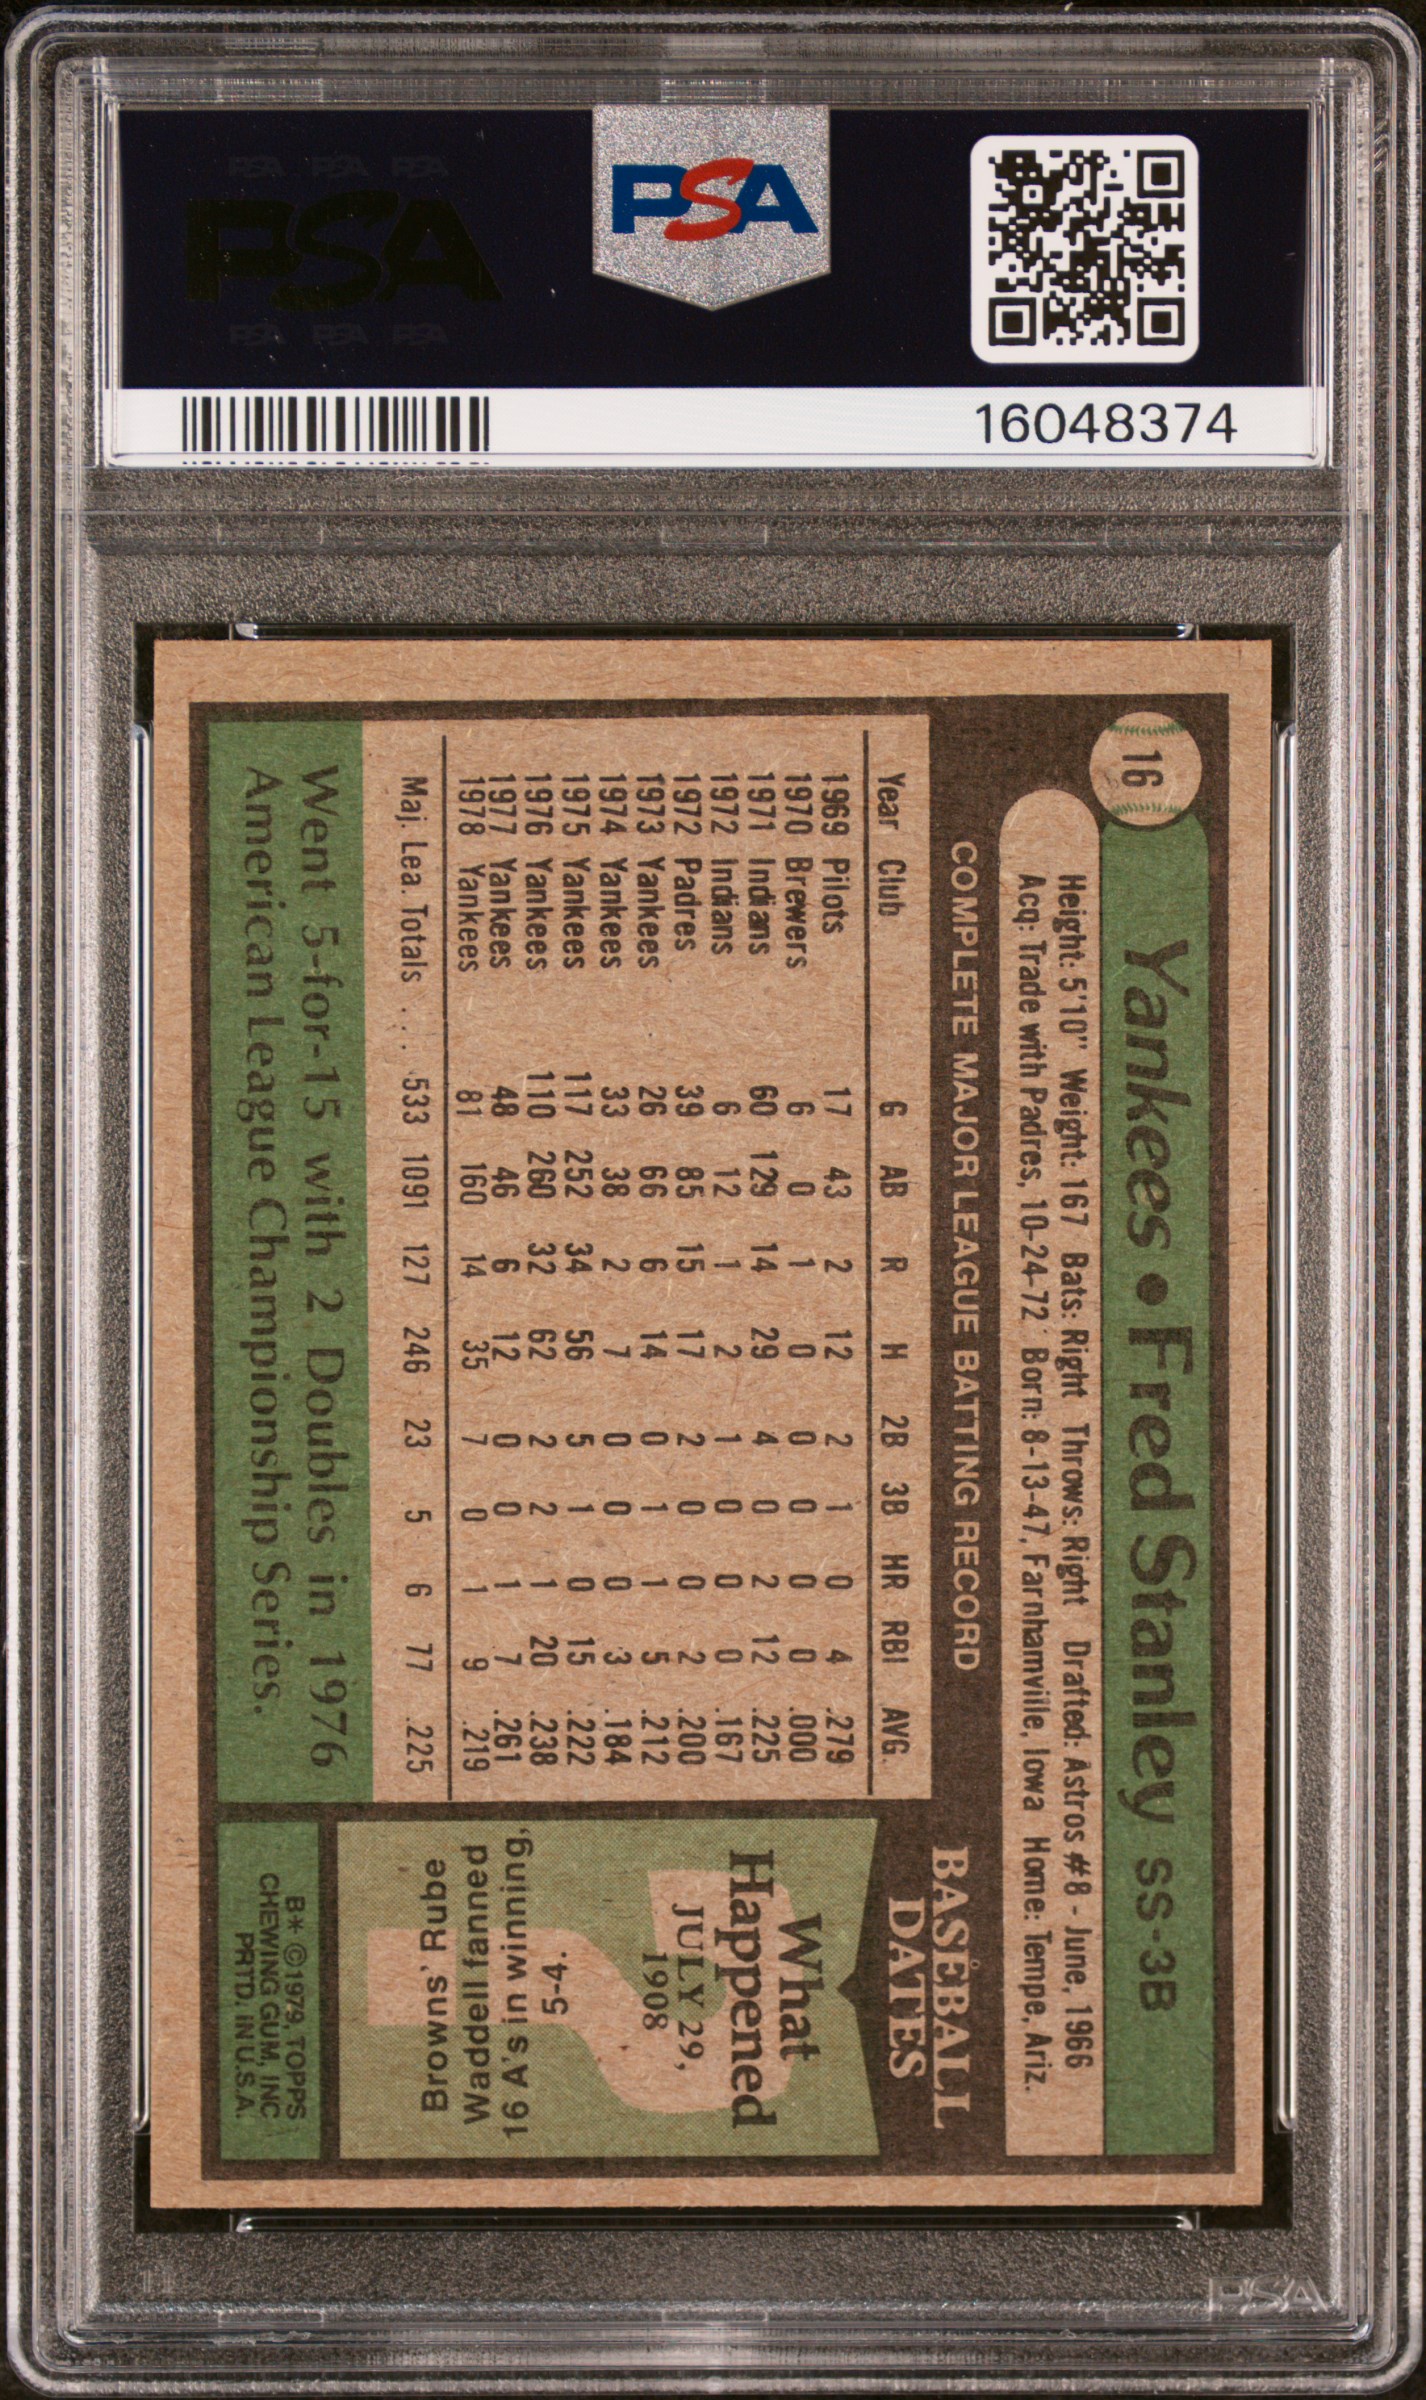 PSA PSA PSA
PSA
PSA PSA PSA
PSA
16048374
16
Yankees • Fred Stanley SS-3B
Height: 5'10" Weight: 167 Bats: Right Throws: Right Drafted: Astros #8 - June, 1966
Acq: Trade with Padres, 10-24-72 Born: 8-13-47, Farnhamville, Iowa Home: Tempe, Ariz.
COMPLETE MAJOR LEAGUE BATTING RECORD
Year Club G AB R H 2B 3B HR RBI AVG.
1969 Pilots 17 43 2 12 2 1 0 4 .279
1970 Brewers 6 0 1 0 0 0 0 0 .000
1971 Indians 60 129 14 29 4 0 2 12 .225
1972 Indians 6 12 1 2 1 0 0 0 .167
1972 Padres 39 85 15 17 2 0 0 2 .200
1973 Yankees 26 66 6 14 0 1 1 5 .212
1974 Yankees 33 38 2 7 0 0 0 3 .184
1975 Yankees 117 252 34 56 5 1 0 15 .222
1976 Yankees 110 260 32 62 2 2 1 20 .238
1977 Yankees 48 46 6 12 0 0 1 7 .261
1978 Yankees 81 160 14 35 7 0 1 9 .219
Maj. Lea. Totals . . . 533 1091 127 246 23 5 6 77 .225
Went 5-for-15 with 2 Doubles in 1976
American League Championship Series.
BASEBALL
DATES
What
Happened
JULY 29,
1908
Browns' Rube
Waddell fanned
16 A's in winning,
5-4.
B* ©1979, TOPPS
CHEWING GUM, INC
PRTD. IN U.S.A.
PSA